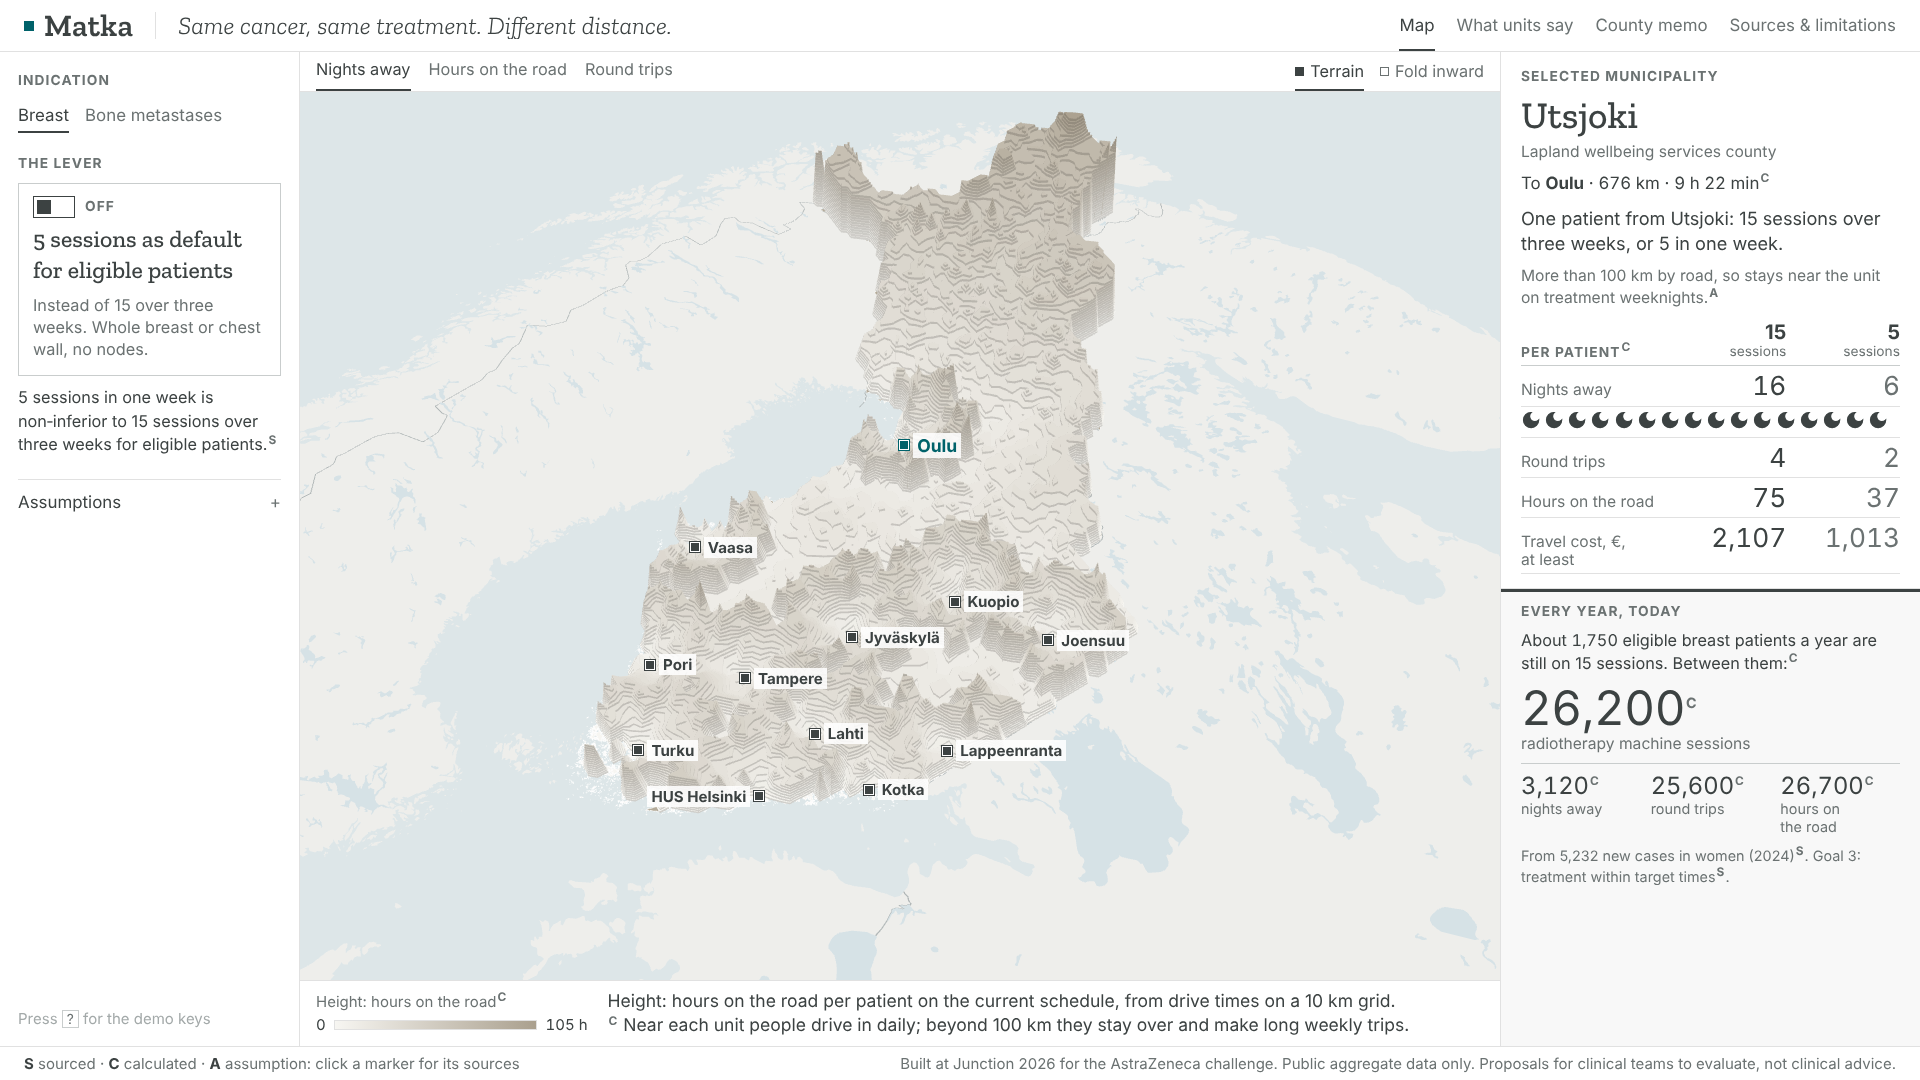 Matka
Same cancer, same treatment. Different distance.
Map What units say County memo Sources & limitations
INDICATION
Breast Bone metastases
THE LEVER
OFF
5 sessions as default
for eligible patients
Instead of 15 over three
weeks. Whole breast or chest
wall, no nodes.
5 sessions in one week is
non-inferior to 15 sessions over
three weeks for eligible patients.S
Assumptions +
Press ? for the demo keys
Nights away Hours on the road Round trips
Terrain Fold inward
Oulu
Vaasa
Kuopio
Jyväskylä
Joensuu
Pori
Tampere
Lahti
Turku
Lappeenranta
HUS Helsinki
Kotka
Height: hours on the roadC
0 105 h
Height: hours on the road per patient on the current schedule, from drive times on a 10 km grid.
C Near each unit people drive in daily; beyond 100 km they stay over and make long weekly trips.
SELECTED MUNICIPALITY
Utsjoki
Lapland wellbeing services county
To Oulu · 676 km · 9 h 22 minC
One patient from Utsjoki: 15 sessions over
three weeks, or 5 in one week.
More than 100 km by road, so stays near the unit
on treatment weeknights.A
15 5
PER PATIENTC sessions sessions
Nights away 16 6
Round trips 4 2
Hours on the road 75 37
Travel cost, €, 2,107 1,013
at least
EVERY YEAR, TODAY
About 1,750 eligible breast patients a year are
still on 15 sessions. Between them:C
26,200C
radiotherapy machine sessions
3,120C 25,600C 26,700C
nights away round trips hours on
the road
From 5,232 new cases in women (2024)S. Goal 3:
treatment within target timesS.
S sourced · C calculated · A assumption: click a marker for its sources
Built at Junction 2026 for the AstraZeneca challenge. Public aggregate data only. Proposals for clinical teams to evaluate, not clinical advice.